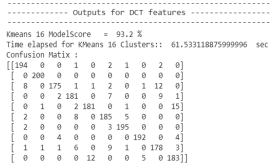 --------------------------------------------------
---------------- Outputs for DCT features ----------------
--------------------------------------------------
Kmeans 16 ModelScore = 93.2 %
Time elapsed for KMeans 16 Clusters:: 61.533118875999996 sec
Confusion Matix :
[[194 0 0 1 0 2 1 0 2 0]
[ 0 200 0 0 0 0 0 0 0 0]
[ 8 0 175 1 1 2 0 1 12 0]
[ 0 0 2 181 0 7 0 0 9 1]
[ 0 1 0 2 181 0 1 0 0 15]
[ 2 0 0 8 0 185 5 0 0 0]
[ 2 0 0 0 0 3 195 0 0 0]
[ 0 0 4 0 0 0 0 192 0 4]
[ 1 1 1 6 0 9 1 0 178 3]
[ 0 0 0 0 12 0 0 5 0 183]]